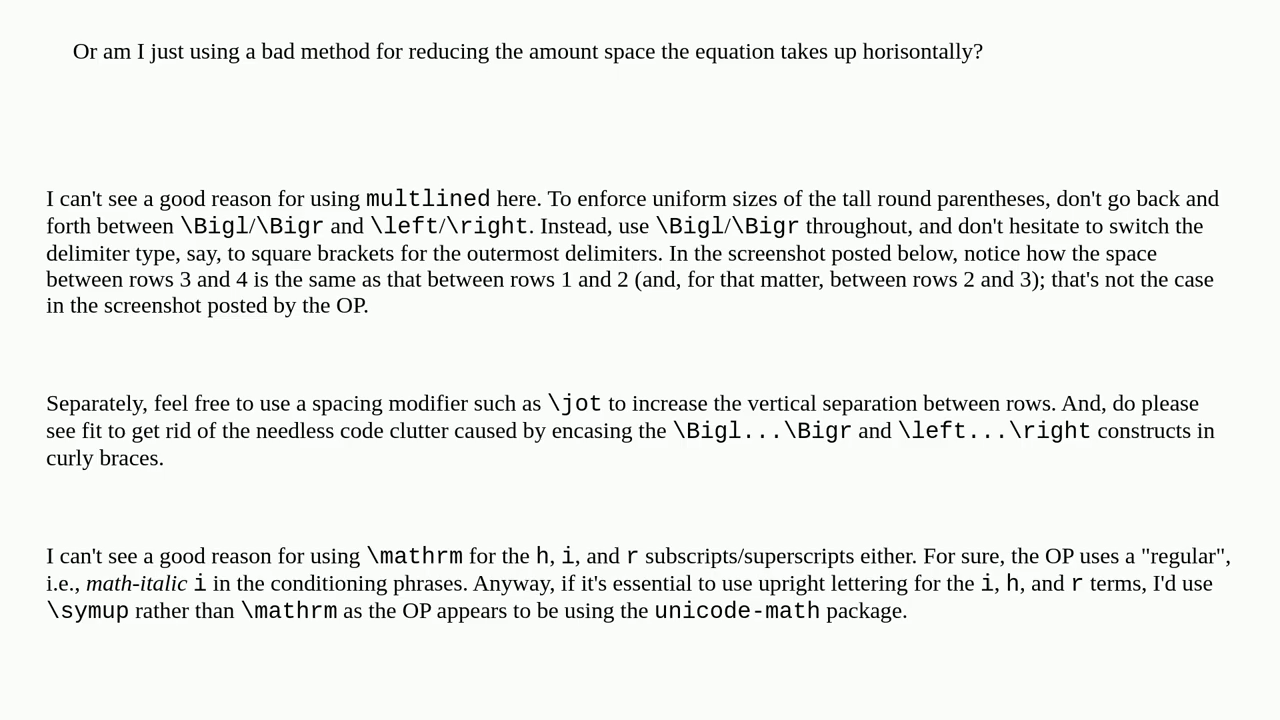 Or am I just using a bad method for reducing the amount space the equation takes up horisontally?
I can't see a good reason for using multlined here. To enforce uniform sizes of the tall round parentheses, don't go back and
forth between \Bigl/\Bigr and \left/\right. Instead, use \Bigl/\Bigr throughout, and don't hesitate to switch the
delimiter type, say, to square brackets for the outermost delimiters. In the screenshot posted below, notice how the space
between rows 3 and 4 is the same as that between rows 1 and 2 (and, for that matter, between rows 2 and 3); that's not the case
in the screenshot posted by the OP.
Separately, feel free to use a spacing modifier such as \jot to increase the vertical separation between rows. And, do please
see fit to get rid of the needless code clutter caused by encasing the \Bigl...\Bigr and \left...\right constructs in
curly braces.
I can't see a good reason for using \mathrm for the h, i, and r subscripts/superscripts either. For sure, the OP uses a "regular",
i.e., math-italic i in the conditioning phrases. Anyway, if it's essential to use upright lettering for the i, h, and r terms, I'd use
\symup rather than \mathrm as the OP appears to be using the unicode-math package.